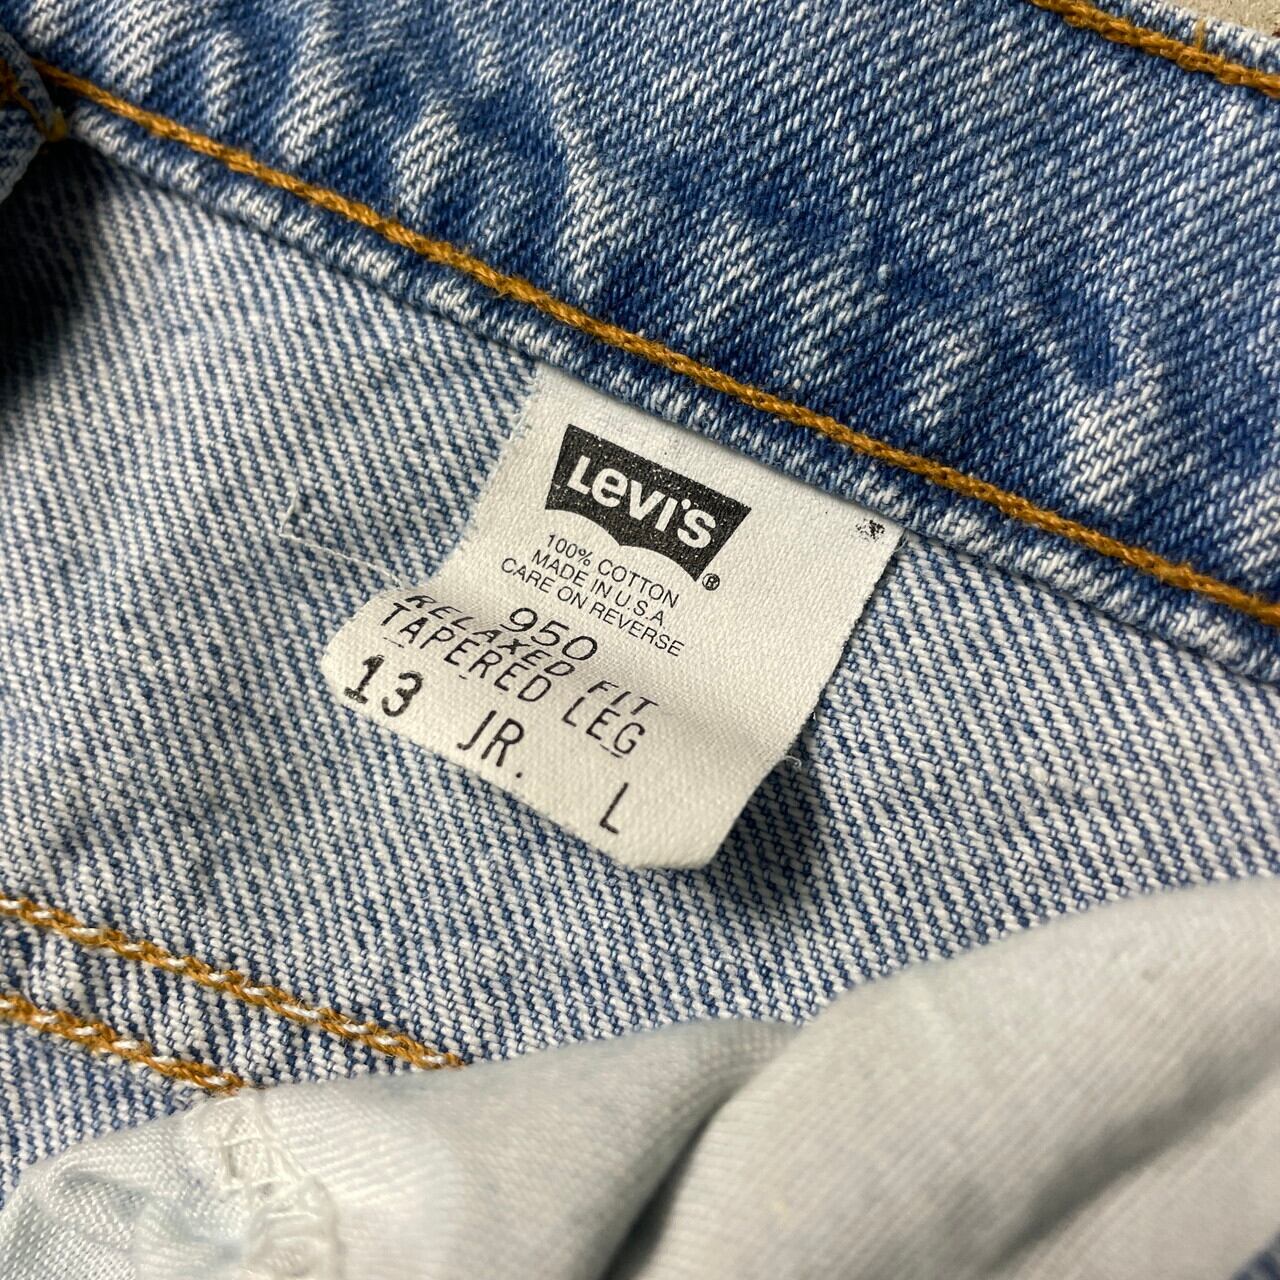 Levi's ®
100% COTTON
MADE IN U.S.A.
CARE ON REVERSE
950
RELAXED FIT
TAPERED LEG
13 JR. L